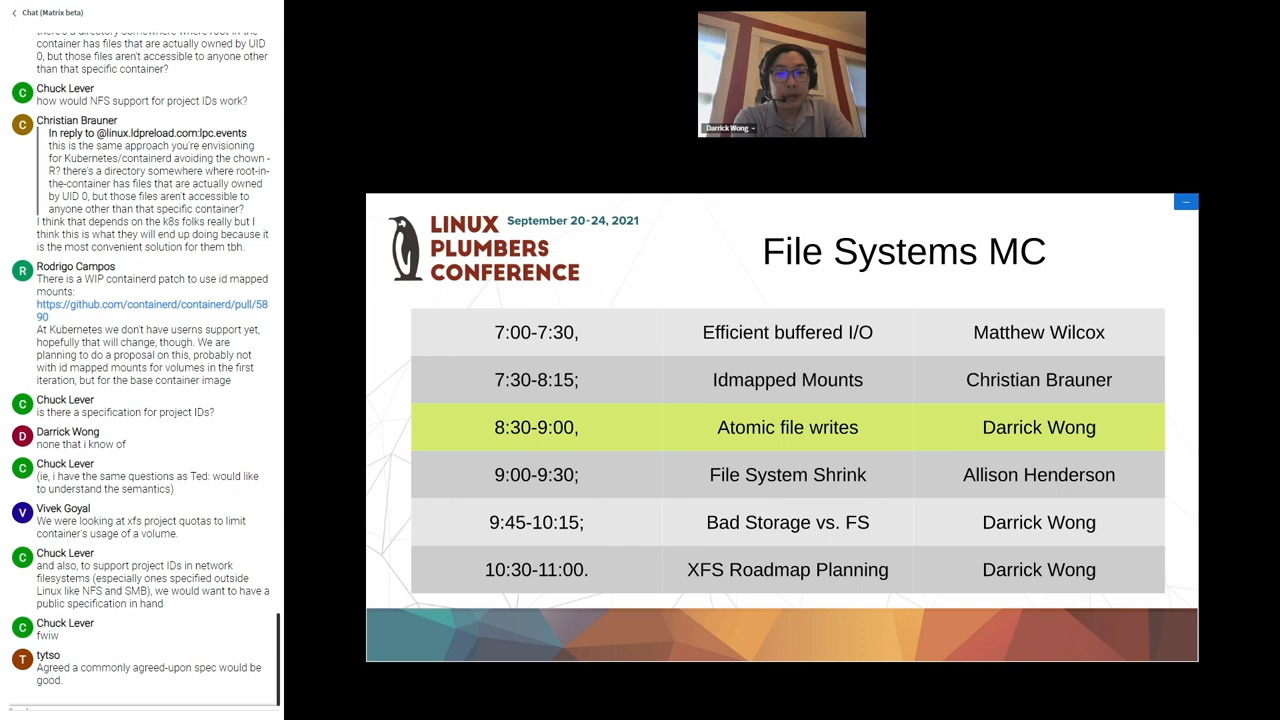 Chat (Matrix beta)
there's a directory somewhere where root-in-the-
container has files that are actually owned by UID
0, but those files aren't accessible to anyone other
than that specific container?
C
Chuck Lever
how would NFS support for project IDs work?
C
Christian Brauner
In reply to @linux.ldpreload.com:lpc.events
this is the same approach you're envisioning
for Kubernetes/containerd avoiding the chown -
R? there's a directory somewhere where root-in-
the-container has files that are actually owned
by UID 0, but those files aren't accessible to
anyone other than that specific container?
I think that depends on the k8s folks really but I
think this is what they will end up doing because it
is the most convenient solution for them tbh.
R
Rodrigo Campos
There is a WIP containerd patch to use id mapped
mounts:
https://github.com/containerd/containerd/pull/58
90
At Kubernetes we don't have userns support yet,
hopefully that will change, though. We are
planning to do a proposal on this, probably not
with id mapped mounts for volumes in the first
iteration, but for the base container image
C
Chuck Lever
is there a specification for project IDs?
D
Darrick Wong
none that i know of
C
Chuck Lever
(ie, i have the same questions as Ted: would like
to understand the semantics)
V
Vivek Goyal
We were looking at xfs project quotas to limit
container's usage of a volume.
C
Chuck Lever
and also, to support project IDs in network
filesystems (especially ones specified outside
Linux like NFS and SMB), we would want to have a
public specification in hand
C
Chuck Lever
fwiw
T
tytso
Agreed a commonly agreed-upon spec would be
good.
Darrick Wong
LINUX September 20-24, 2021
PLUMBERS
CONFERENCE
File Systems MC
7:00-7:30, Efficient buffered I/O Matthew Wilcox
7:30-8:15; Idmapped Mounts Christian Brauner
8:30-9:00, Atomic file writes Darrick Wong
9:00-9:30; File System Shrink Allison Henderson
9:45-10:15; Bad Storage vs. FS Darrick Wong
10:30-11:00. XFS Roadmap Planning Darrick Wong